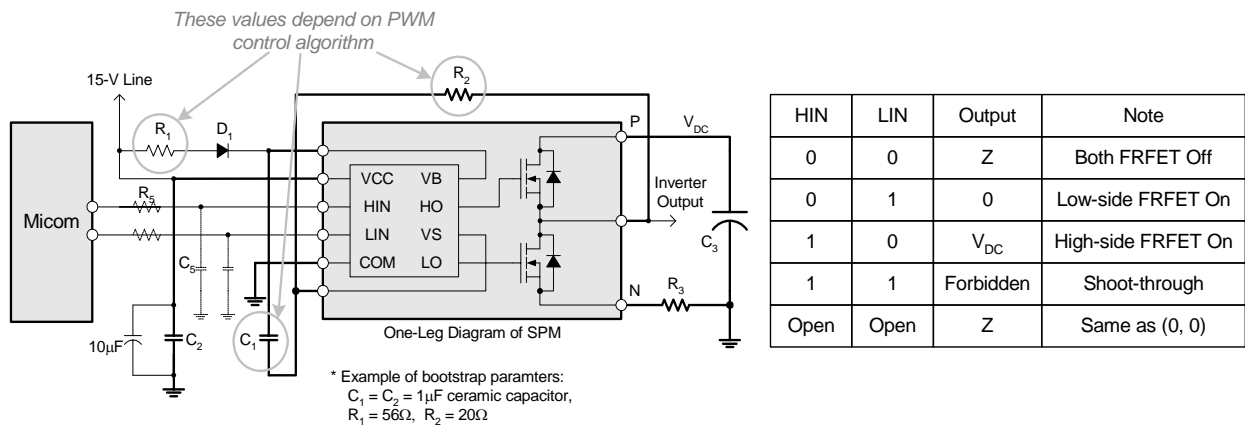 These values depend on PWM
control algorithm
15-V Line
R1
D1
R2
P
VDC
Micom
R5
VCC
VB
HIN
HO
LIN
VS
COM
LO
Inverter
Output
C5
C3
N
R3
10μF
C2
C1
One-Leg Diagram of SPM
* Example of bootstrap paramters:
C1 = C2 = 1μF ceramic capacitor,
R1 = 56Ω, R2 = 20Ω
HIN LIN Output Note
0 0 Z Both FRFET Off
0 1 0 Low-side FRFET On
1 0 VDC High-side FRFET On
1 1 Forbidden Shoot-through
Open Open Z Same as (0, 0)